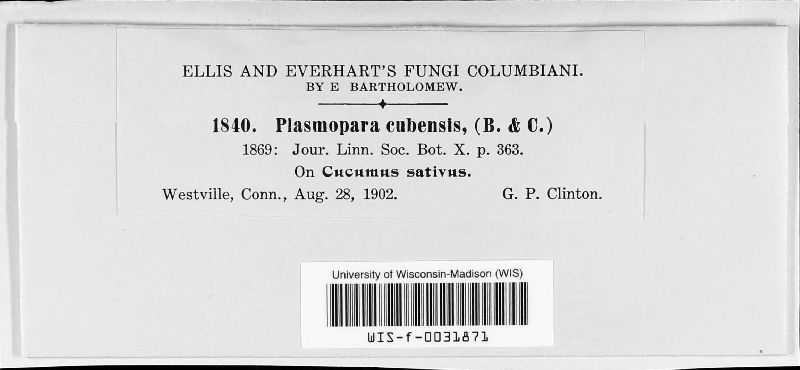 ELLIS AND EVERHART'S FUNGI COLUMBIANI.
BY E BARTHOLOMEW.
1840. Plasmopara cubensis, (B. & C.)
1869: Jour. Linn. Soc. Bot. X. p. 363.
On Cucumus sativus.
Westville, Conn., Aug. 28, 1902. G. P. Clinton.
University of Wisconsin-Madison (WIS)
WIS-f-0031871